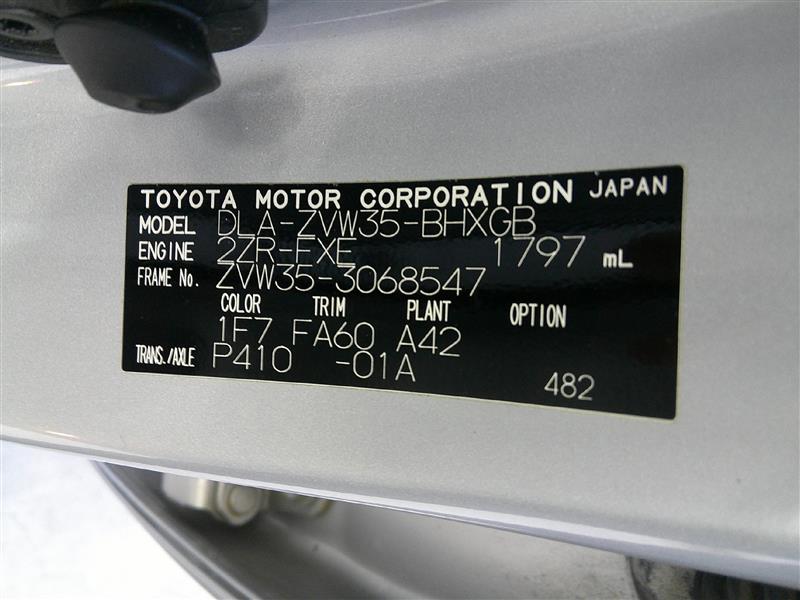 TOYOTA MOTOR CORPORATION JAPAN
MODEL DLA-ZVW35-BHXGB
ENGINE 2ZR-FXE 1797 mL
FRAME No. ZVW35-3068547
COLOR TRIM PLANT OPTION
1F7 FA60 A42
TRANS./AXLE P410 -01A
482